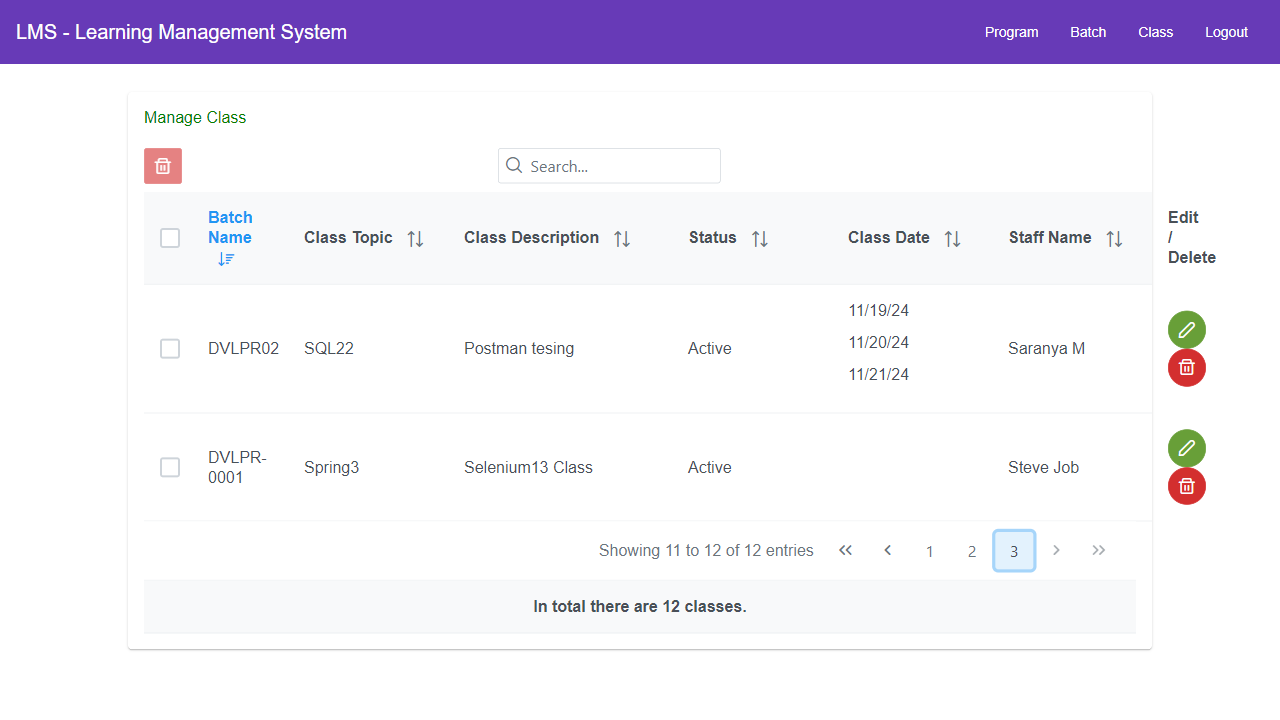 LMS - Learning Management System
Program Batch Class Logout
Manage Class
Search...
Batch Name Class Topic Class Description Status Class Date Staff Name Edit / Delete
DVLPR02 SQL22 Postman tesing Active 11/19/24 11/20/24 11/21/24 Saranya M
DVLPR-0001 Spring3 Selenium13 Class Active Steve Job
Showing 11 to 12 of 12 entries 1 2 3
In total there are 12 classes.